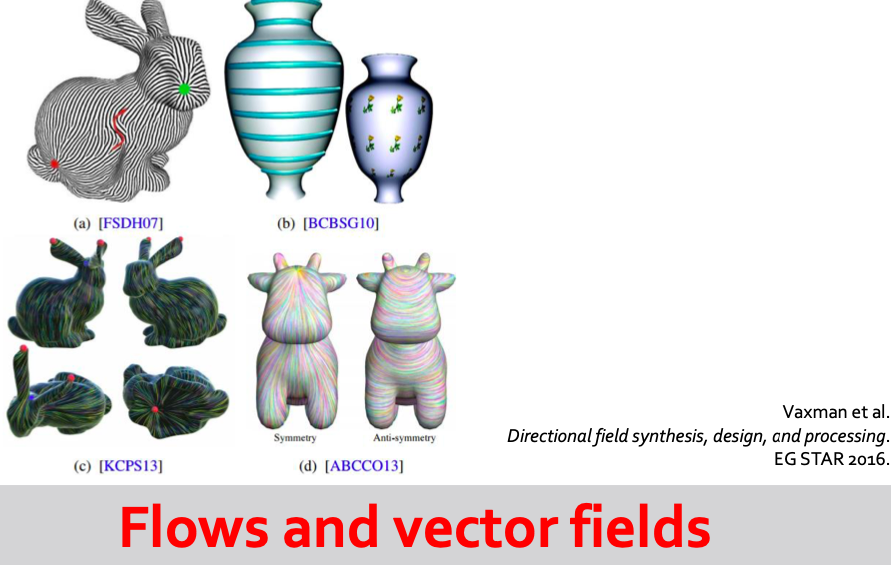 (a) [FSDH07]
(b) [BCBSG10]
Symmetry
Anti-symmetry
(c) [KCPS13]
(d) [ABCCO13]
Vaxman et al.
Directional field synthesis, design, and processing.
EG STAR 2016.
Flows and vector fields